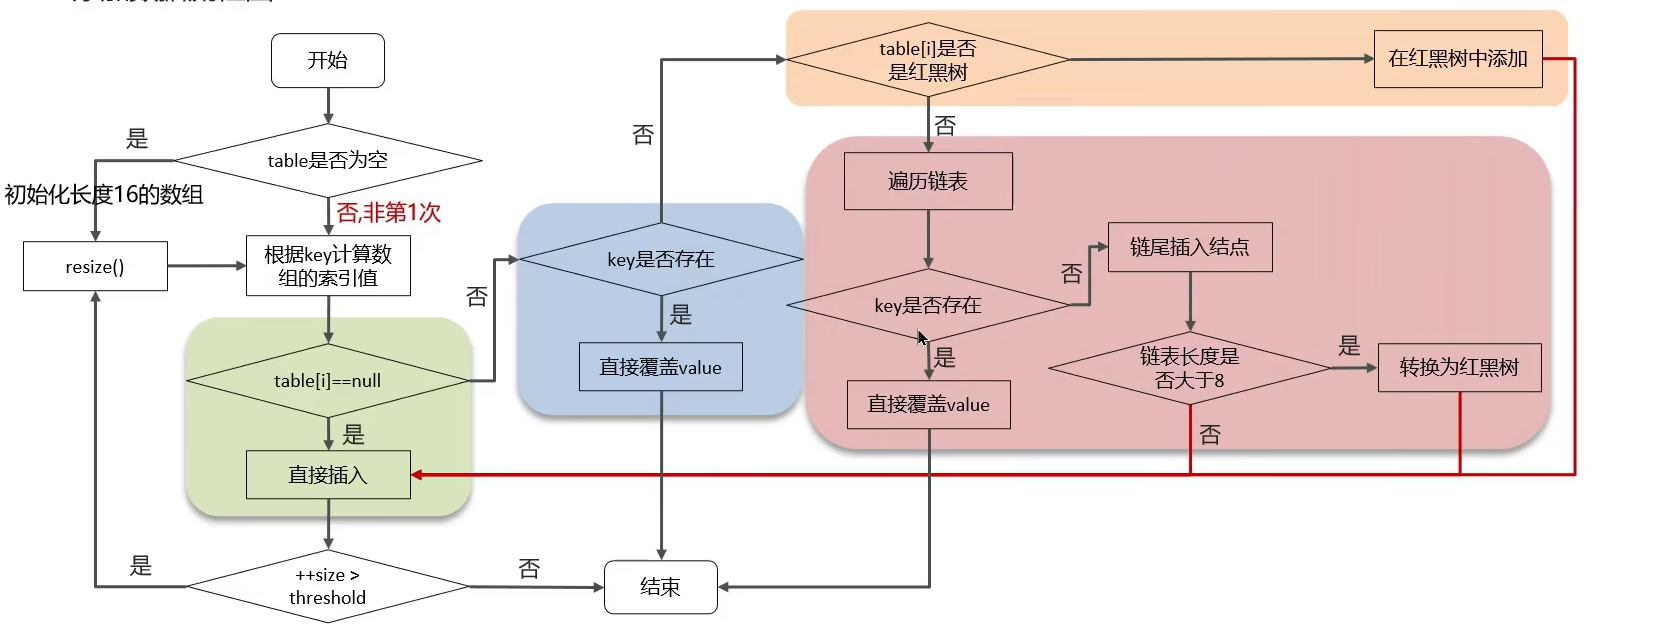 开始
table是否为空
是
初始化长度16的数组
否,非第1次
resize()
根据key计算数
组的索引值
table[i]==null
否
是
直接插入
++size >
threshold
是
否
结束
key是否存在
否
是
直接覆盖value
table[i]是否
是红黑树
在红黑树中添加
否
遍历链表
key是否存在
否
是
直接覆盖value
链尾插入结点
链表长度是
否大于8
是
转换为红黑树
否